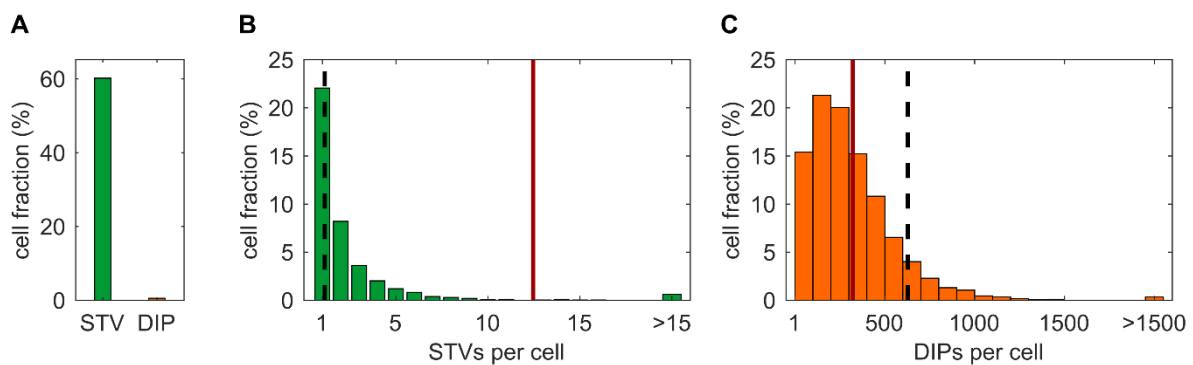 A
cell fraction (%)
60
40
20
0
STV DIP
B
cell fraction (%)
25
20
15
10
5
0
1 5 10 15 >15
STVs per cell
C
cell fraction (%)
25
20
15
10
5
0
1 500 1000 1500 >1500
DIPs per cell